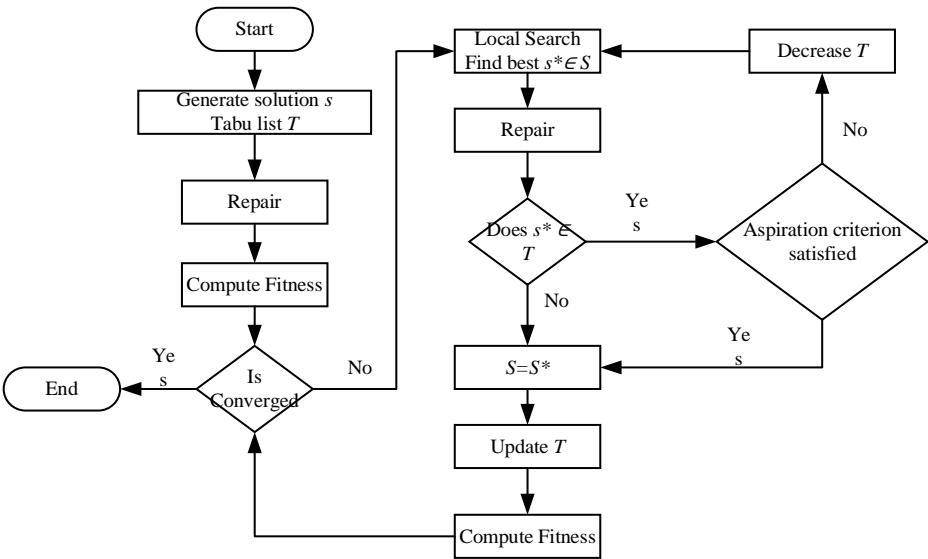 Start
Generate solution s
Tabu list T
Repair
Compute Fitness
Is
Converged
Ye
s
End
No
Local Search
Find best s*∈S
Repair
Does s* ∈
T
Ye
s
No
Aspiration criterion
satisfied
No
Decrease T
Ye
s
S=S*
Update T
Compute Fitness